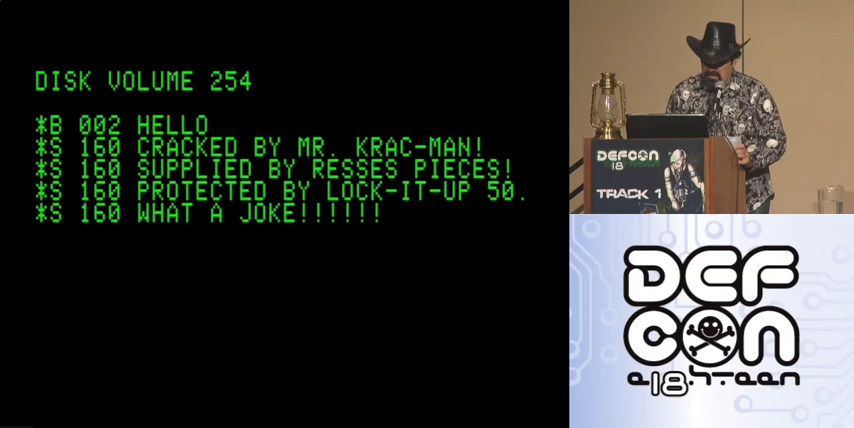 DISK VOLUME 254
*B 002 HELLO
*S 160 CRACKED BY MR. KRAC-MAN!
*S 160 SUPPLIED BY RESSES PIECES!
*S 160 PROTECTED BY LOCK-IT-UP 50.
*S 160 WHAT A JOKE!!!!!!
DEFCON
18
TRACK 1
DEF
CON
e18hteen